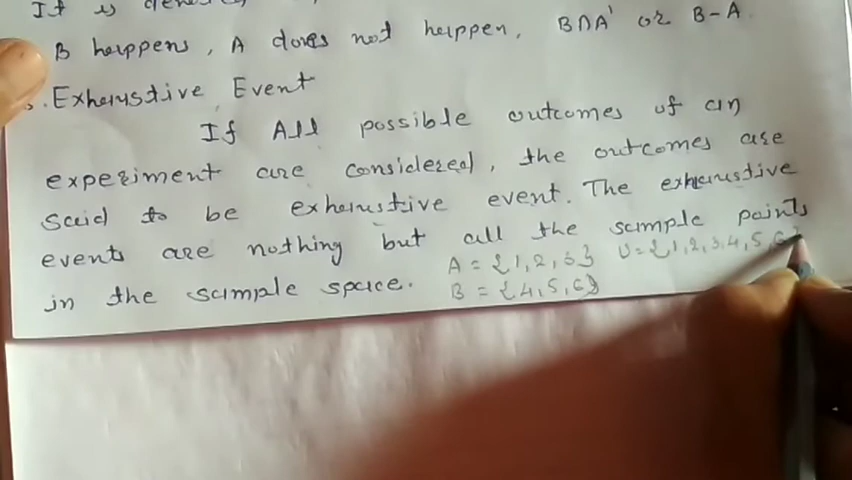 It is
B happens, A does not happen, B∩A' or B-A
Exhaustive Event
If All possible outcomes of an
experiment are considered, the outcomes are
said to be exhaustive event. The exhaustive
events are nothing but all the sample points
in the sample space. A = {1, 2, 3} U = {1, 2, 3, 4, 5, 6}
B = {4, 5, 6}